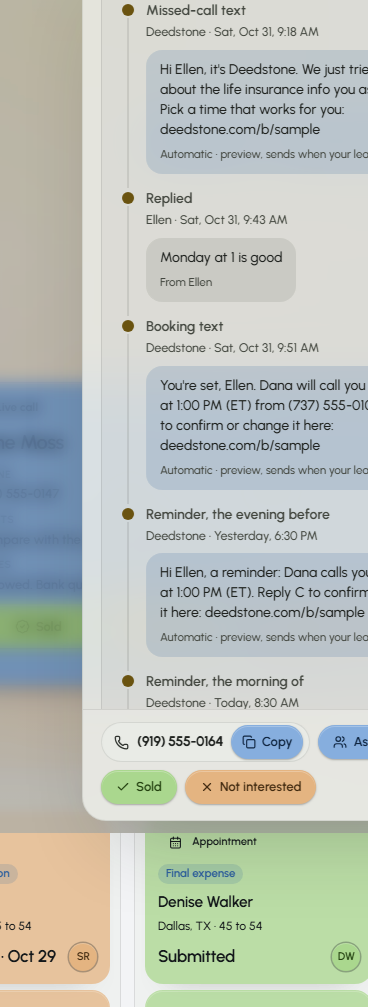 Missed-call text
Deedstone · Sat, Oct 31, 9:18 AM
Hi Ellen, it's Deedstone. We just trie
about the life insurance info you as
Pick a time that works for you:
deedstone.com/b/sample
Automatic · preview, sends when your lea
Replied
Ellen · Sat, Oct 31, 9:43 AM
Monday at 1 is good
From Ellen
Booking text
Deedstone · Sat, Oct 31, 9:51 AM
You're set, Ellen. Dana will call you
at 1:00 PM (ET) from (737) 555-010
to confirm or change it here:
deedstone.com/b/sample
Automatic · preview, sends when your lea
Reminder, the evening before
Deedstone · Yesterday, 6:30 PM
Hi Ellen, a reminder: Dana calls you
at 1:00 PM (ET). Reply C to confirm
it here: deedstone.com/b/sample
Automatic · preview, sends when your lea
Reminder, the morning of
Deedstone · Today, 8:30 AM
(919) 555-0164 Copy As
Sold Not interested
Moss
Sold
Appointment
on Final expense
Denise Walker
5 to 54 Dallas, TX · 45 to 54
· Oct 29 SR Submitted DW